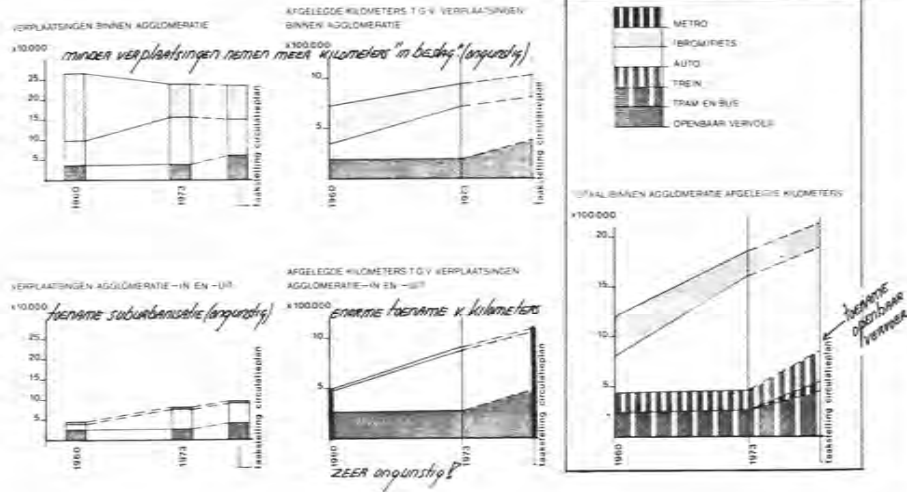 VERPLAATSINGEN BINNEN AGGLOMERATIE
x10.000
MINDER VERPLAATSINGEN NEMEN MEER KILOMETERS "IN BESLAG" (ongunstig)
25
20
15
10
5
1960
1973
taakstelling circulatieplan
AFGELEGDE KILOMETERS T.G.V. VERPLAATSINGEN
BINNEN AGGLOMERATIE
x100.000
10
5
1960
1973
taakstelling circulatieplan
METRO
(BROM)FIETS
AUTO
TREIN
TRAM EN BUS
OPENBAAR VERVOER
VERPLAATSINGEN AGGLOMERATIE-IN EN -UIT
x10.000
TOENAME SUBURBANISATIE (ongunstig)
25
20
15
10
5
1960
1973
taakstelling circulatieplan
AFGELEGDE KILOMETERS T.G.V. VERPLAATSINGEN
AGGLOMERATIE-IN EN -UIT
x100.000
ENORME TOENAME V. KILOMETERS
10
5
1960
1973
taakstelling circulatieplan
ZEER ongunstig!
TOTAAL BINNEN AGGLOMERATIE AFGELEGDE KILOMETERS
x100.000
20
15
10
5
1960
1973
taakstelling circulatieplan
TOENAME
OPENBAAR
VERVOER